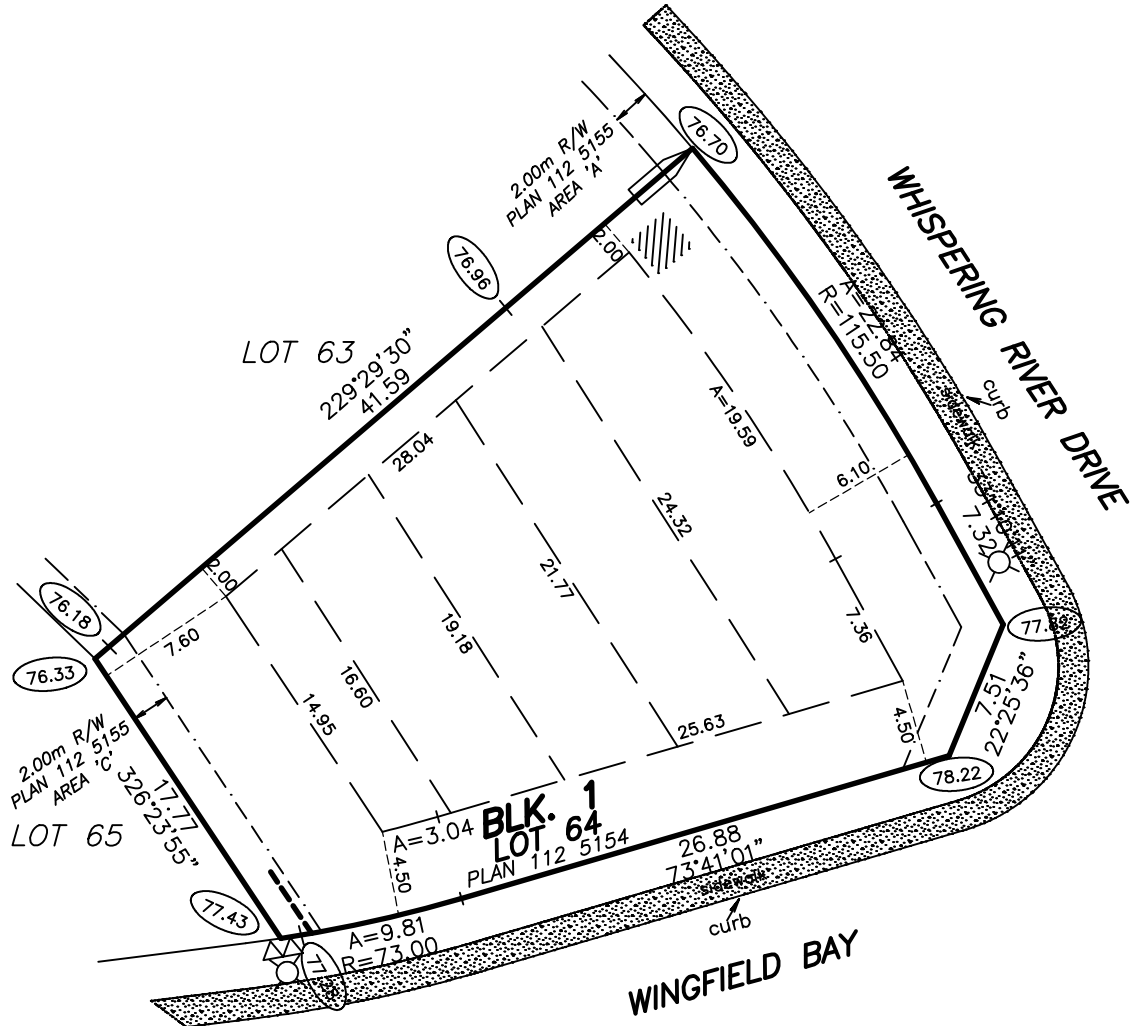 76.70
2.00m R/W
PLAN 112 5155
AREA 'A'
WHISPERING RIVER DRIVE
76.96
2.00
A=22.84
R=115.50
LOT 63
229°29'30"
41.59
28.04
A=19.59
curb
sidewalk
6.10
24.32
7.32
21.77
2.00
76.18
7.60
19.18
7.36
76.33
16.60
14.95
7.51
22°25'36"
4.50
25.63
2.00m R/W
PLAN 112 5155
AREA 'C'
17.77
326°23'55"
78.22
LOT 65
A=3.04
BLK. 1
LOT 64
PLAN 112 5154
26.88
73°41'01"
4.50
sidewalk
curb
77.43
A=9.81
R=73.00
WINGFIELD BAY